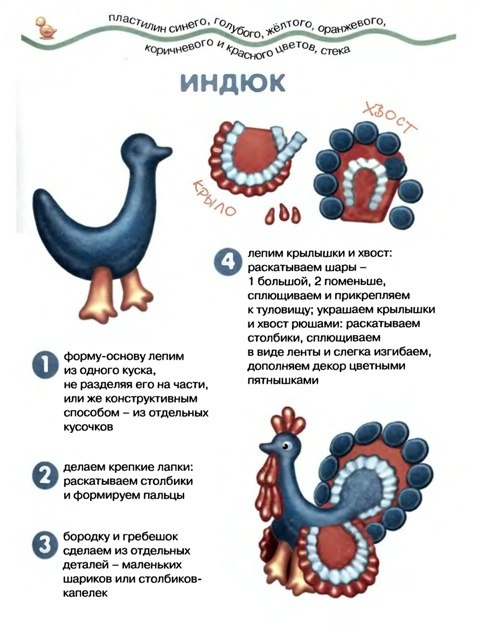 пластилин синего, голубого, жёлтого, оранжевого,
коричневого и красного цветов, стека
ИНДЮК
ХВОСТ
КРЫЛО
4
лепим крылышки и хвост:
раскатываем шары –
1 большой, 2 поменьше,
сплющиваем и прикрепляем
к туловищу; украшаем крылышки
и хвост рюшами: раскатываем
столбики, сплющиваем
в виде ленты и слегка изгибаем,
дополняем декор цветными
пятнышками
1
форму-основу лепим
из одного куска,
не разделяя его на части,
или же конструктивным
способом – из отдельных
кусочков
2
делаем крепкие лапки:
раскатываем столбики
и формируем пальцы
3
бородку и гребешок
сделаем из отдельных
деталей – маленьких
шариков или столбиков-
капелек